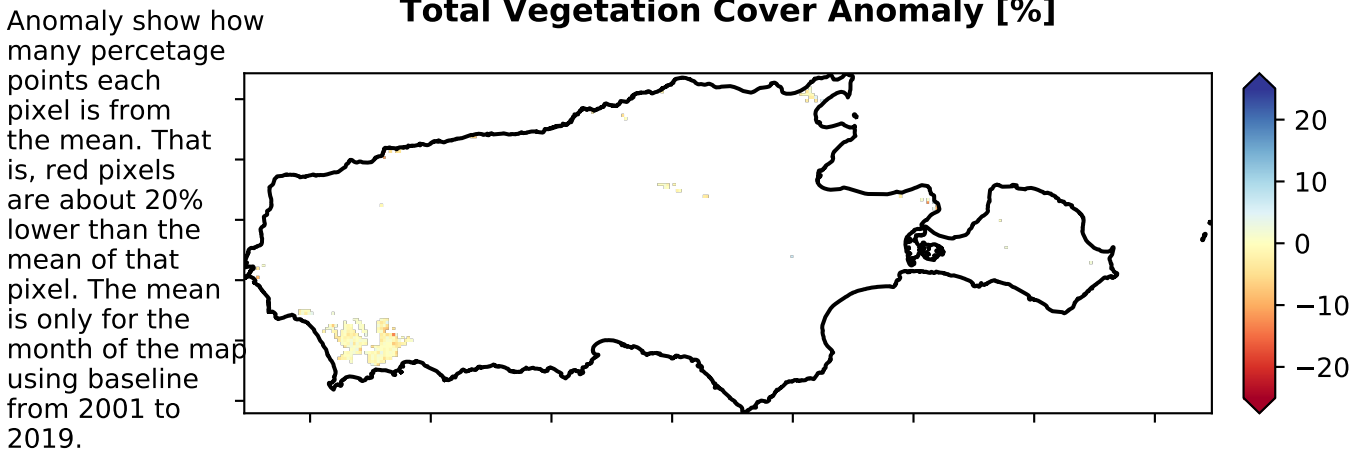 Total Vegetation Cover Anomaly [%]
Anomaly show how
many percetage
points each
pixel is from
the mean. That
is, red pixels
are about 20%
lower than the
mean of that
pixel. The mean
is only for the
month of the map
using baseline
from 2001 to
2019.
20
10
0
−10
−20